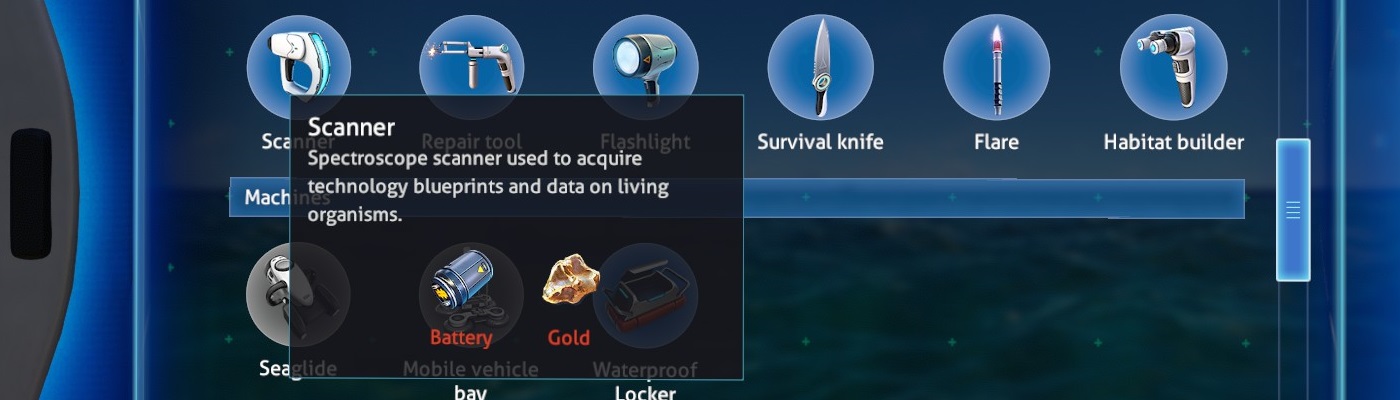 Scanner
Repair tool
Flashlight
Survival knife
Flare
Habitat builder
Scanner
Spectroscope scanner used to acquire
technology blueprints and data on living
organisms.
Machines
Battery
Gold
Seaglide
Mobile vehicle
bay
Waterproof
Locker